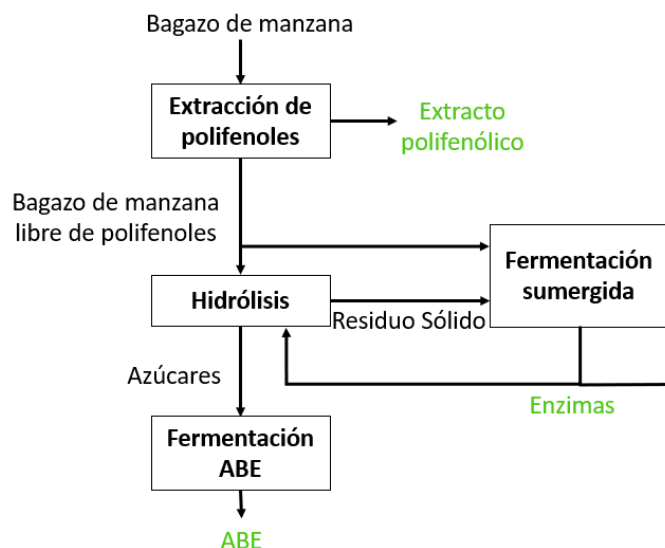 Bagazo de manzana
Extracción de
polifenoles
Extracto
polifenólico
Bagazo de manzana
libre de polifenoles
Fermentación
sumergida
Hidrólisis
Residuo Sólido
Azúcares
Enzimas
Fermentación
ABE
ABE